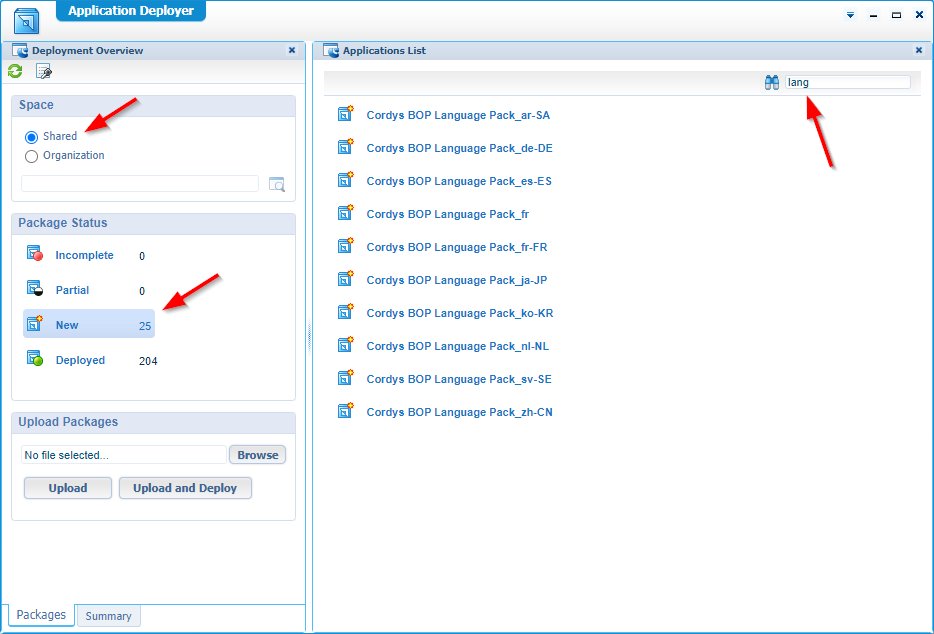 Application Deployer
Deployment Overview
Space
Shared
Organization
Package Status
Incomplete 0
Partial 0
New 25
Deployed 204
Upload Packages
No file selected... Browse
Upload Upload and Deploy
Packages Summary
Applications List
lang
Cordys BOP Language Pack_ar-SA
Cordys BOP Language Pack_de-DE
Cordys BOP Language Pack_es-ES
Cordys BOP Language Pack_fr
Cordys BOP Language Pack_fr-FR
Cordys BOP Language Pack_ja-JP
Cordys BOP Language Pack_ko-KR
Cordys BOP Language Pack_nl-NL
Cordys BOP Language Pack_sv-SE
Cordys BOP Language Pack_zh-CN